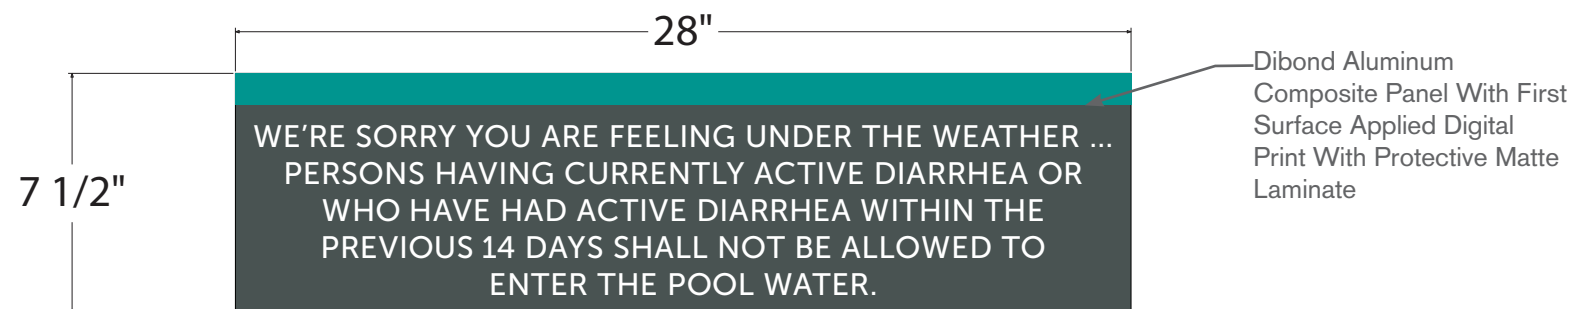 28"
Dibond Aluminum
Composite Panel With First
Surface Applied Digital
Print With Protective Matte
Laminate
7 1/2"
WE’RE SORRY YOU ARE FEELING UNDER THE WEATHER ...
PERSONS HAVING CURRENTLY ACTIVE DIARRHEA OR
WHO HAVE HAD ACTIVE DIARRHEA WITHIN THE
PREVIOUS 14 DAYS SHALL NOT BE ALLOWED TO
ENTER THE POOL WATER.